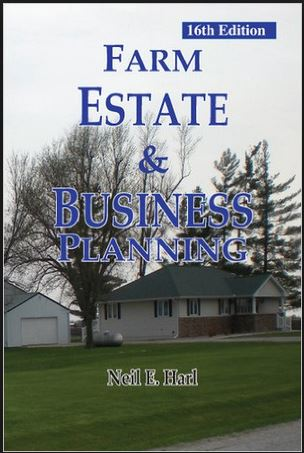 16th Edition
FARM
ESTATE
&
BUSINESS
PLANNING
Neil E. Harl